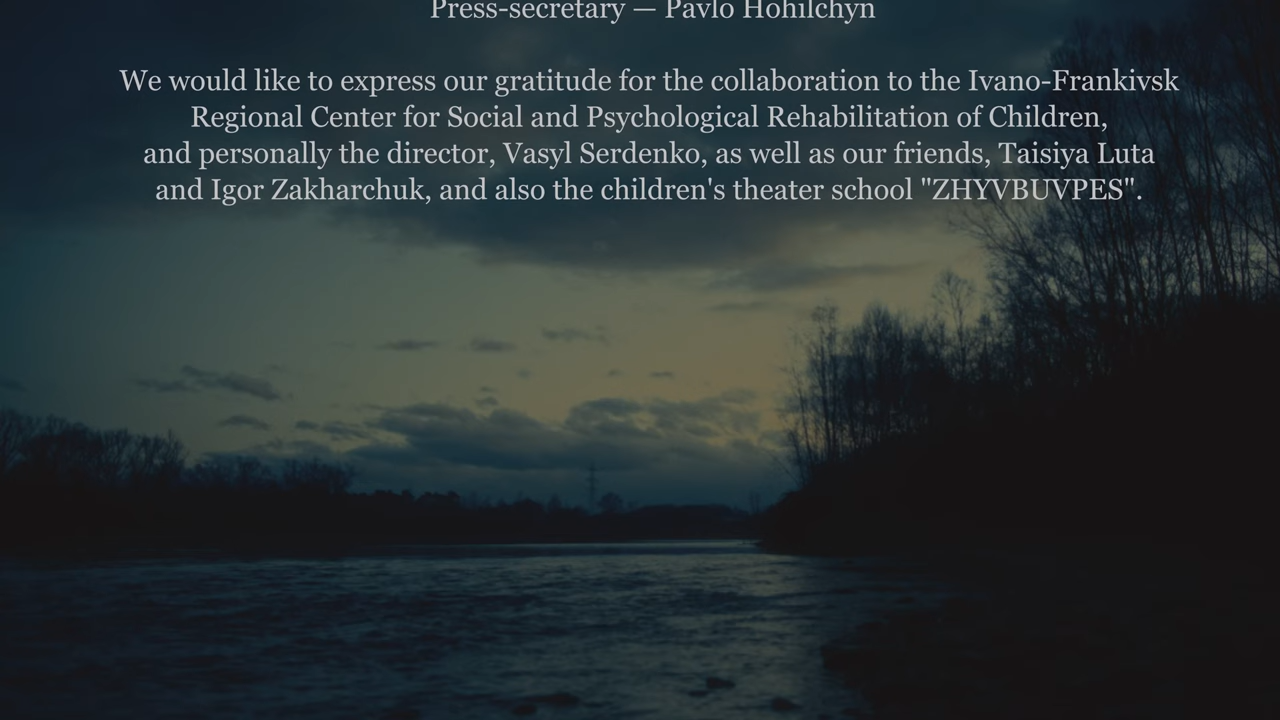 Press-secretary — Pavlo Hohilchyn
We would like to express our gratitude for the collaboration to the Ivano-Frankivsk
Regional Center for Social and Psychological Rehabilitation of Children,
and personally the director, Vasyl Serdenko, as well as our friends, Taisiya Luta
and Igor Zakharchuk, and also the children's theater school "ZHYVBUVPES".